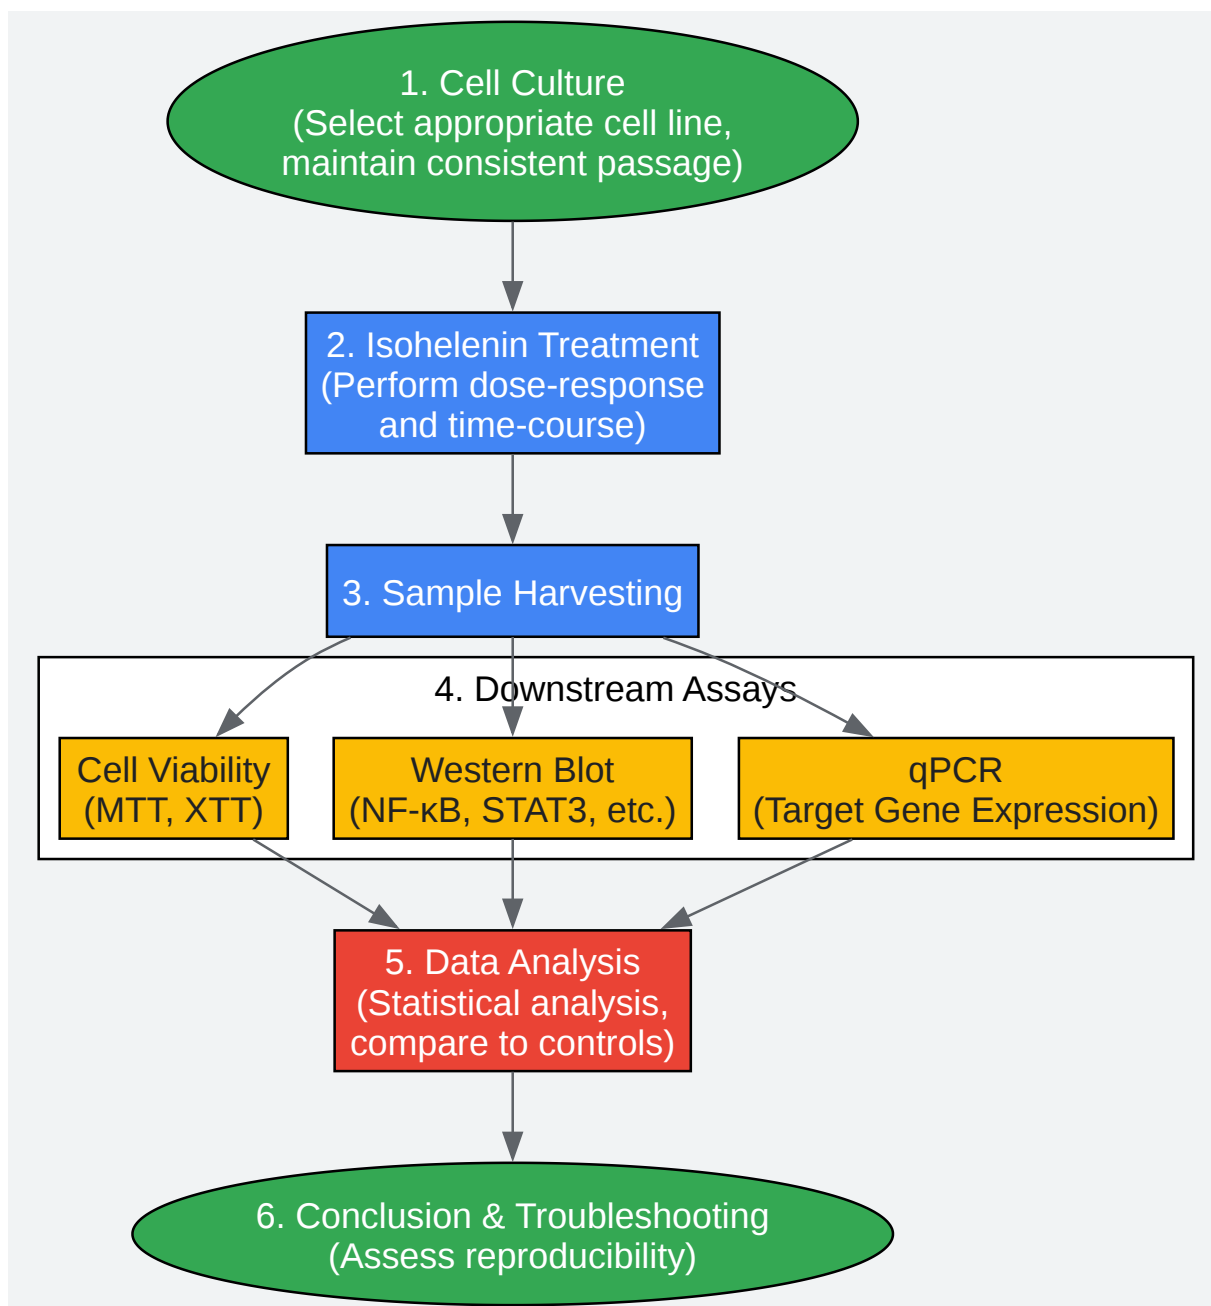 1. Cell Culture
(Select appropriate cell line,
maintain consistent passage)
2. Isohelenin Treatment
(Perform dose-response
and time-course)
3. Sample Harvesting
4. Downstream Assays
Cell Viability
(MTT, XTT)
Western Blot
(NF-κB, STAT3, etc.)
qPCR
(Target Gene Expression)
5. Data Analysis
(Statistical analysis,
compare to controls)
6. Conclusion & Troubleshooting
(Assess reproducibility)